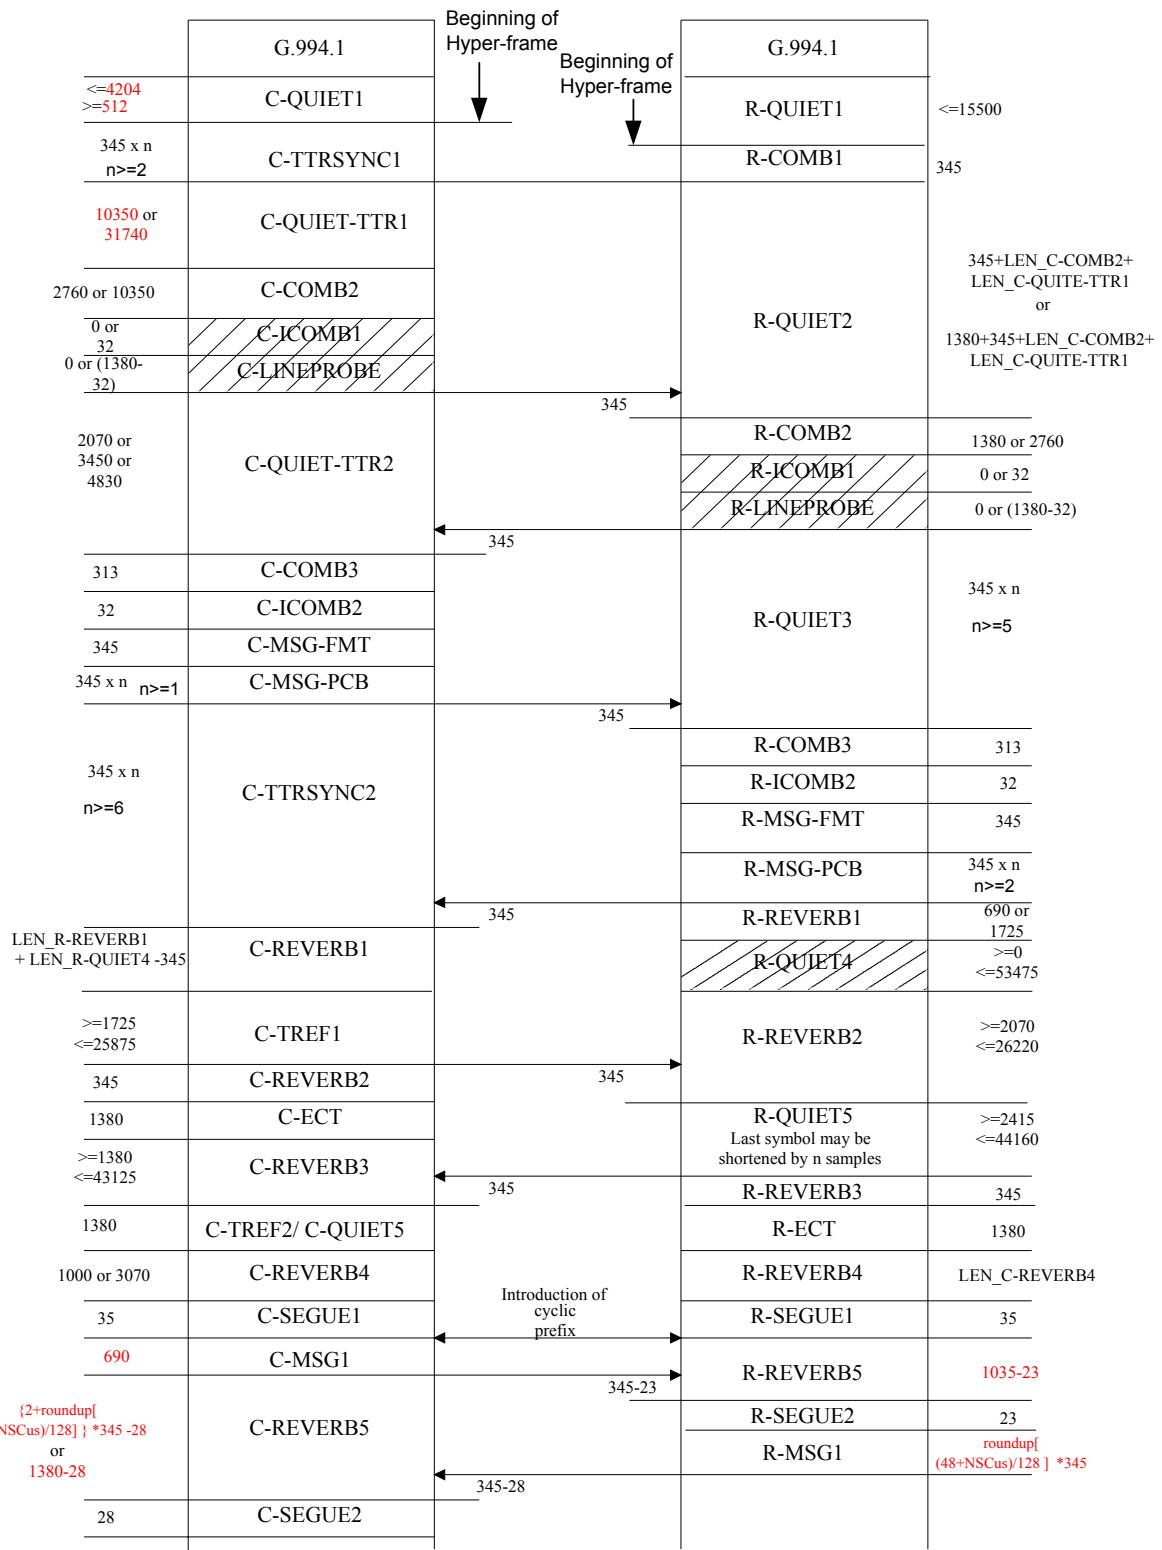 Beginning of
Hyper-frame
Beginning of
Hyper-frame
G.994.1
G.994.1
<=4204
>=512
C-QUIET1
R-QUIET1
<=15500
345 x n
n>=2
C-TTRSYNC1
R-COMB1
345
10350 or
31740
C-QUIET-TTR1
2760 or 10350
C-COMB2
R-QUIET2
345+LEN_C-COMB2+
LEN_C-QUITE-TTR1
or
1380+345+LEN_C-COMB2+
LEN_C-QUITE-TTR1
0 or
32
C-ICOMB1
0 or (1380-
32)
C-LINEPROBE
345
2070 or
3450 or
4830
C-QUIET-TTR2
R-COMB2
1380 or 2760
R-ICOMB1
0 or 32
R-LINEPROBE
0 or (1380-32)
345
313
C-COMB3
32
C-ICOMB2
R-QUIET3
345 x n
n>=5
345
C-MSG-FMT
345 x n n>=1
C-MSG-PCB
345
345 x n
n>=6
C-TTRSYNC2
R-COMB3
313
R-ICOMB2
32
R-MSG-FMT
345
R-MSG-PCB
345 x n
n>=2
345
R-REVERB1
690 or
1725
LEN_R-REVERB1
+ LEN_R-QUIET4 -345
C-REVERB1
R-QUIET4
>=0
<=53475
>=1725
<=25875
C-TREF1
R-REVERB2
>=2070
<=26220
345
345
C-REVERB2
1380
C-ECT
R-QUIET5
Last symbol may be
shortened by n samples
>=2415
<=44160
>=1380
<=43125
C-REVERB3
345
R-REVERB3
345
1380
C-TREF2/ C-QUIET5
R-ECT
1380
1000 or 3070
C-REVERB4
R-REVERB4
LEN_C-REVERB4
Introduction of
cyclic
prefix
35
C-SEGUE1
R-SEGUE1
35
690
C-MSG1
R-REVERB5
1035-23
345-23
{2+roundup[
NSCus)/128] } *345 -28
or
1380-28
C-REVERB5
R-SEGUE2
23
R-MSG1
roundup[
(48+NSCus)/128 ] *345
345-28
28
C-SEGUE2